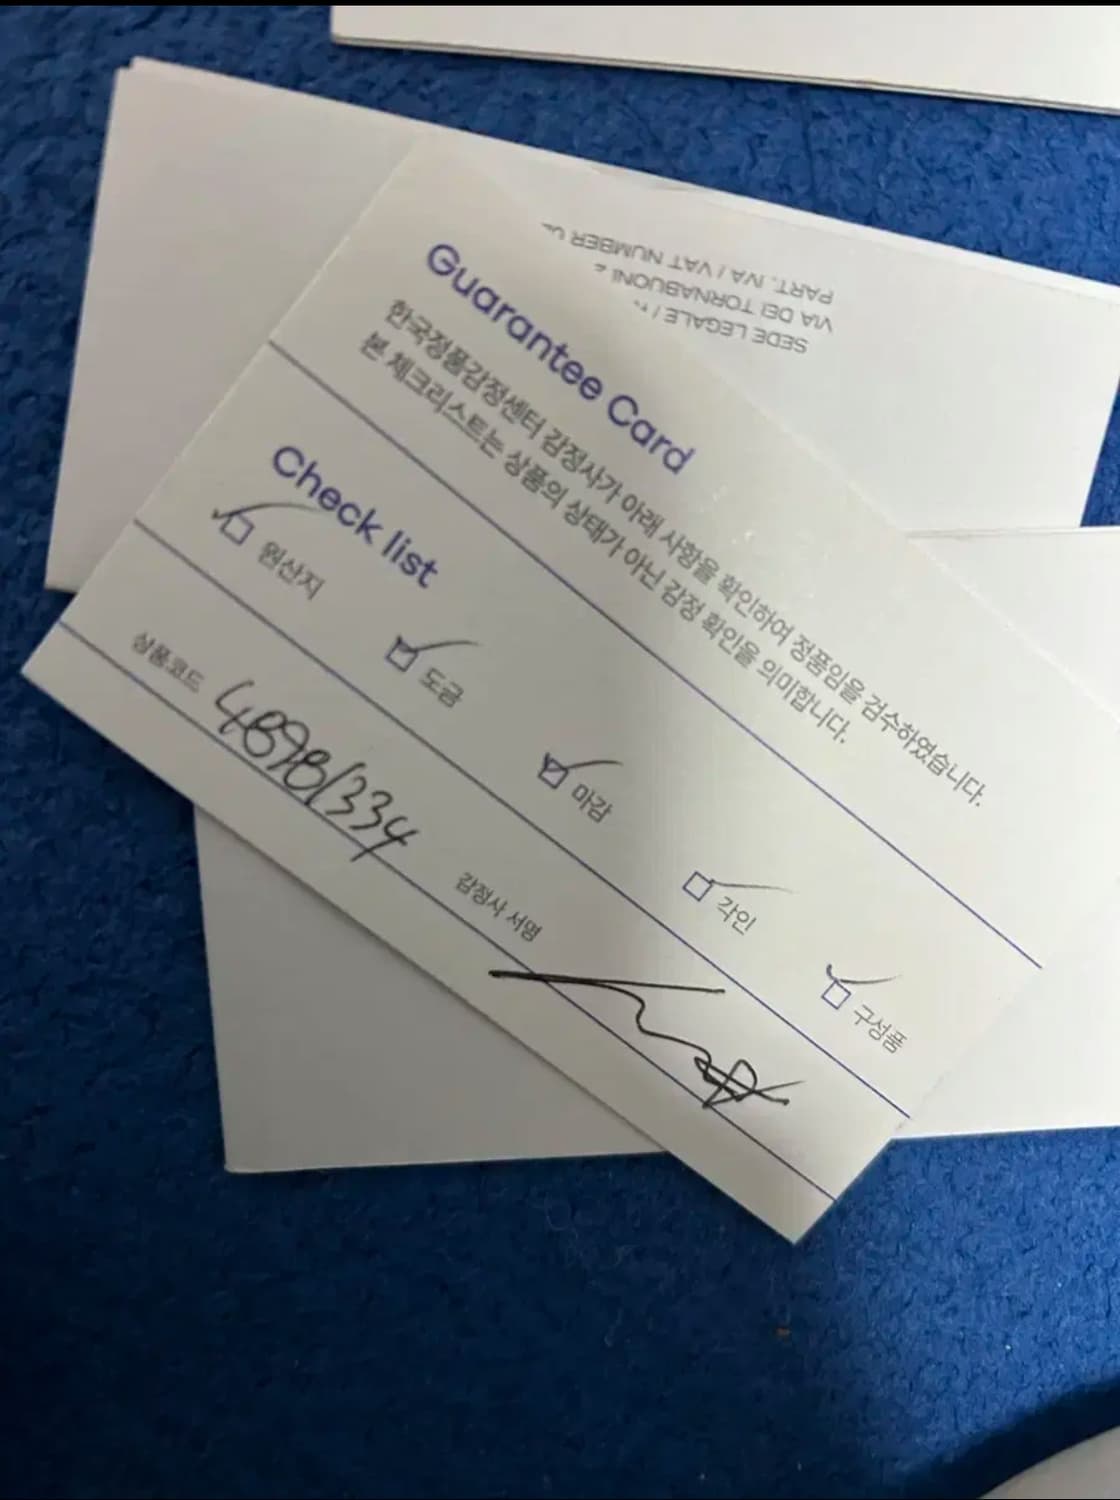 Guarantee Card
한국정품감정센터 감정사가 아래 사항을 확인하여 정품임을 검수하였습니다.
본 체크리스트는 상품의 상태가 아닌 감정 확인을 의미합니다.
Check list
원산지
도금
마감
각인
구성품
상품코드 4898/334
감정사 서명
SEDE LEGALE /
VIA DEI TORNABUONI
PART. IVA / VAT NUMBER